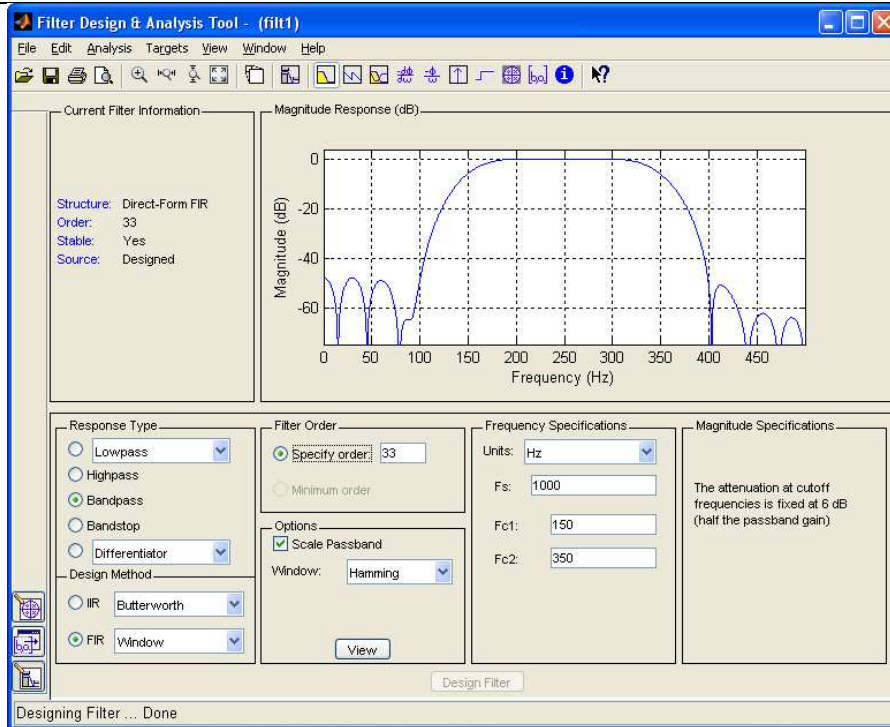 Filter Design & Analysis Tool - (filt1)
File Edit Analysis Targets View Window Help
Current Filter Information
Structure: Direct-Form FIR
Order: 33
Stable: Yes
Source: Designed
Magnitude Response (dB)
0
-20
-40
-60
Magnitude (dB)
0 50 100 150 200 250 300 350 400 450
Frequency (Hz)
Response Type
Lowpass
Highpass
Bandpass
Bandstop
Differentiator
Design Method
IIR Butterworth
FIR Window
Filter Order
Specify order: 33
Minimum order
Options
Scale Passband
Window: Hamming
View
Frequency Specifications
Units: Hz
Fs: 1000
Fc1: 150
Fc2: 350
Magnitude Specifications
The attenuation at cutoff
frequencies is fixed at 6 dB
(half the passband gain)
Design Filter
Designing Filter ... Done